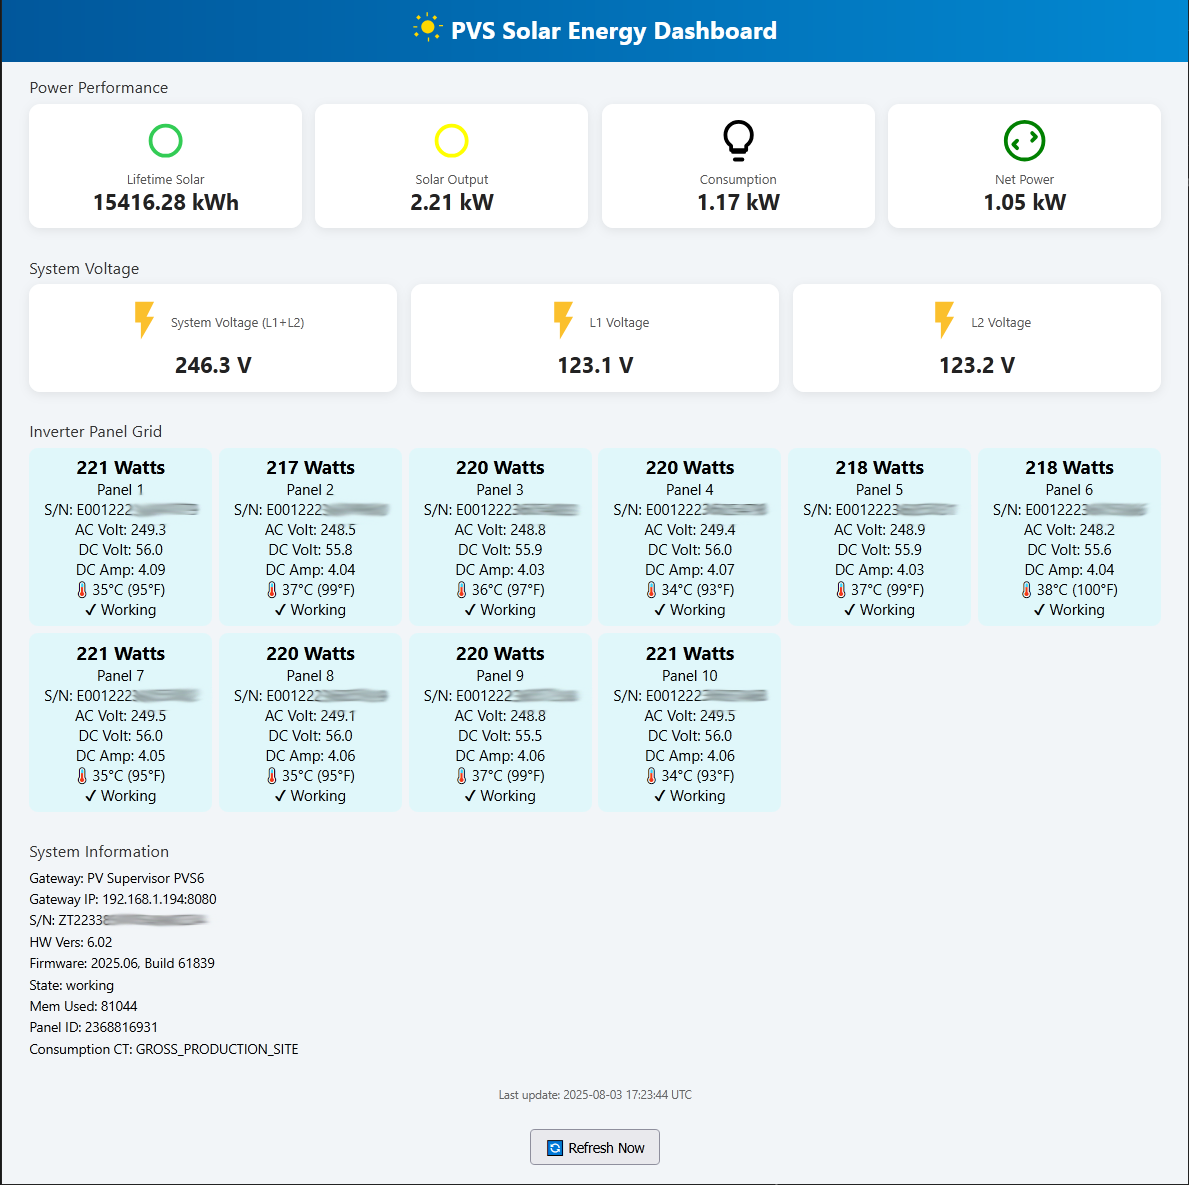 PVS Solar Energy Dashboard
Power Performance
Lifetime Solar
15416.28 kWh
Solar Output
2.21 kW
Consumption
1.17 kW
Net Power
1.05 kW
System Voltage
System Voltage (L1+L2)
246.3 V
L1 Voltage
123.1 V
L2 Voltage
123.2 V
Inverter Panel Grid
221 Watts
Panel 1
S/N: E001222
AC Volt: 249.3
DC Volt: 56.0
DC Amp: 4.09
35°C (95°F)
✓ Working
217 Watts
Panel 2
S/N: E001222
AC Volt: 248.5
DC Volt: 55.8
DC Amp: 4.04
37°C (99°F)
✓ Working
220 Watts
Panel 3
S/N: E0012223
AC Volt: 248.8
DC Volt: 55.9
DC Amp: 4.03
36°C (97°F)
✓ Working
220 Watts
Panel 4
S/N: E001222
AC Volt: 249.4
DC Volt: 56.0
DC Amp: 4.07
34°C (93°F)
✓ Working
218 Watts
Panel 5
S/N: E0012223
AC Volt: 248.9
DC Volt: 55.9
DC Amp: 4.03
37°C (99°F)
✓ Working
218 Watts
Panel 6
S/N: E0012223
AC Volt: 248.2
DC Volt: 55.6
DC Amp: 4.04
38°C (100°F)
✓ Working
221 Watts
Panel 7
S/N: E001222
AC Volt: 249.5
DC Volt: 56.0
DC Amp: 4.05
35°C (95°F)
✓ Working
220 Watts
Panel 8
S/N: E001222
AC Volt: 249.1
DC Volt: 56.0
DC Amp: 4.06
35°C (95°F)
✓ Working
220 Watts
Panel 9
S/N: E001222
AC Volt: 248.8
DC Volt: 55.5
DC Amp: 4.06
37°C (99°F)
✓ Working
221 Watts
Panel 10
S/N: E001222
AC Volt: 249.5
DC Volt: 56.0
DC Amp: 4.06
34°C (93°F)
✓ Working
System Information
Gateway: PV Supervisor PVS6
Gateway IP: 192.168.1.194:8080
S/N: ZT2233
HW Vers: 6.02
Firmware: 2025.06, Build 61839
State: working
Mem Used: 81044
Panel ID: 2368816931
Consumption CT: GROSS_PRODUCTION_SITE
Last update: 2025-08-03 17:23:44 UTC
Refresh Now